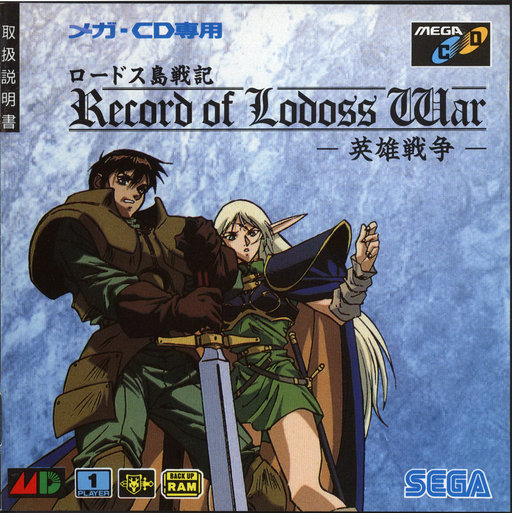 取扱説明書
メガ-CD専用
MEGA
CD
ロードス島戦記
Record of Lodoss War
― 英雄戦争 ―
MD
1
PLAYER
BACK UP
RAM
SEGA